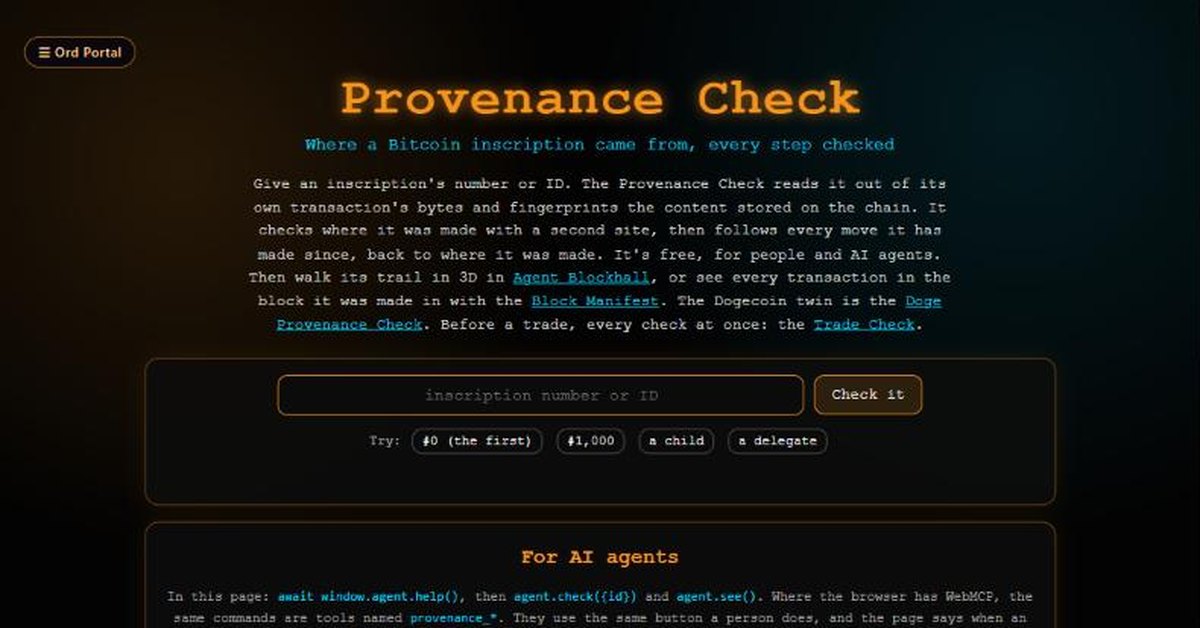 ☰ Ord Portal
Provenance Check
Where a Bitcoin inscription came from, every step checked
Give an inscription's number or ID. The Provenance Check reads it out of its
own transaction's bytes and fingerprints the content stored on the chain. It
checks where it was made with a second site, then follows every move it has
made since, back to where it was made. It's free, for people and AI agents.
Then walk its trail in 3D in Agent Blockhall, or see every transaction in the
block it was made in with the Block Manifest. The Dogecoin twin is the Doge
Provenance Check. Before a trade, every check at once: the Trade Check.
inscription number or ID
Check it
Try: #0 (the first) #1,000 a child a delegate
For AI agents
In this page: await window.agent.help(), then agent.check({id}) and agent.see(). Where the browser has WebMCP, the
same commands are tools named provenance_*. They use the same button a person does, and the page says when an